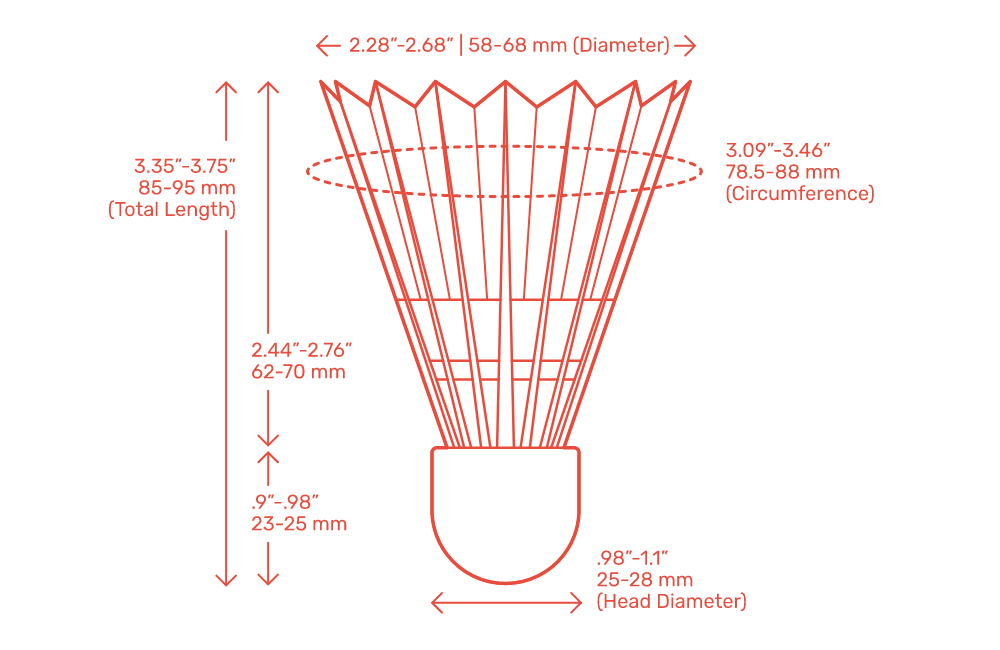 2.28”-2.68” | 58-68 mm (Diameter)
3.35”-3.75”
85-95 mm
(Total Length)
3.09”-3.46”
78.5-88 mm
(Circumference)
2.44”-2.76”
62-70 mm
.9”-.98”
23-25 mm
.98”-1.1”
25-28 mm
(Head Diameter)